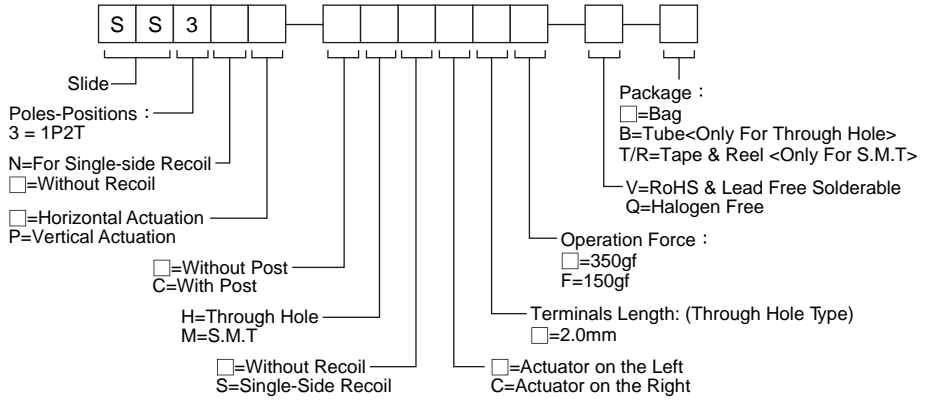 S S 3
Slide
Poles-Positions：
3 = 1P2T
N=For Single-side Recoil
□=Without Recoil
□=Horizontal Actuation
P=Vertical Actuation
□=Without Post
C=With Post
H=Through Hole
M=S.M.T
□=Without Recoil
S=Single-Side Recoil
Package：
□=Bag
B=Tube<Only For Through Hole>
T/R=Tape & Reel <Only For S.M.T>
V=RoHS & Lead Free Solderable
Q=Halogen Free
Operation Force：
□=350gf
F=150gf
Terminals Length: (Through Hole Type)
□=2.0mm
□=Actuator on the Left
C=Actuator on the Right